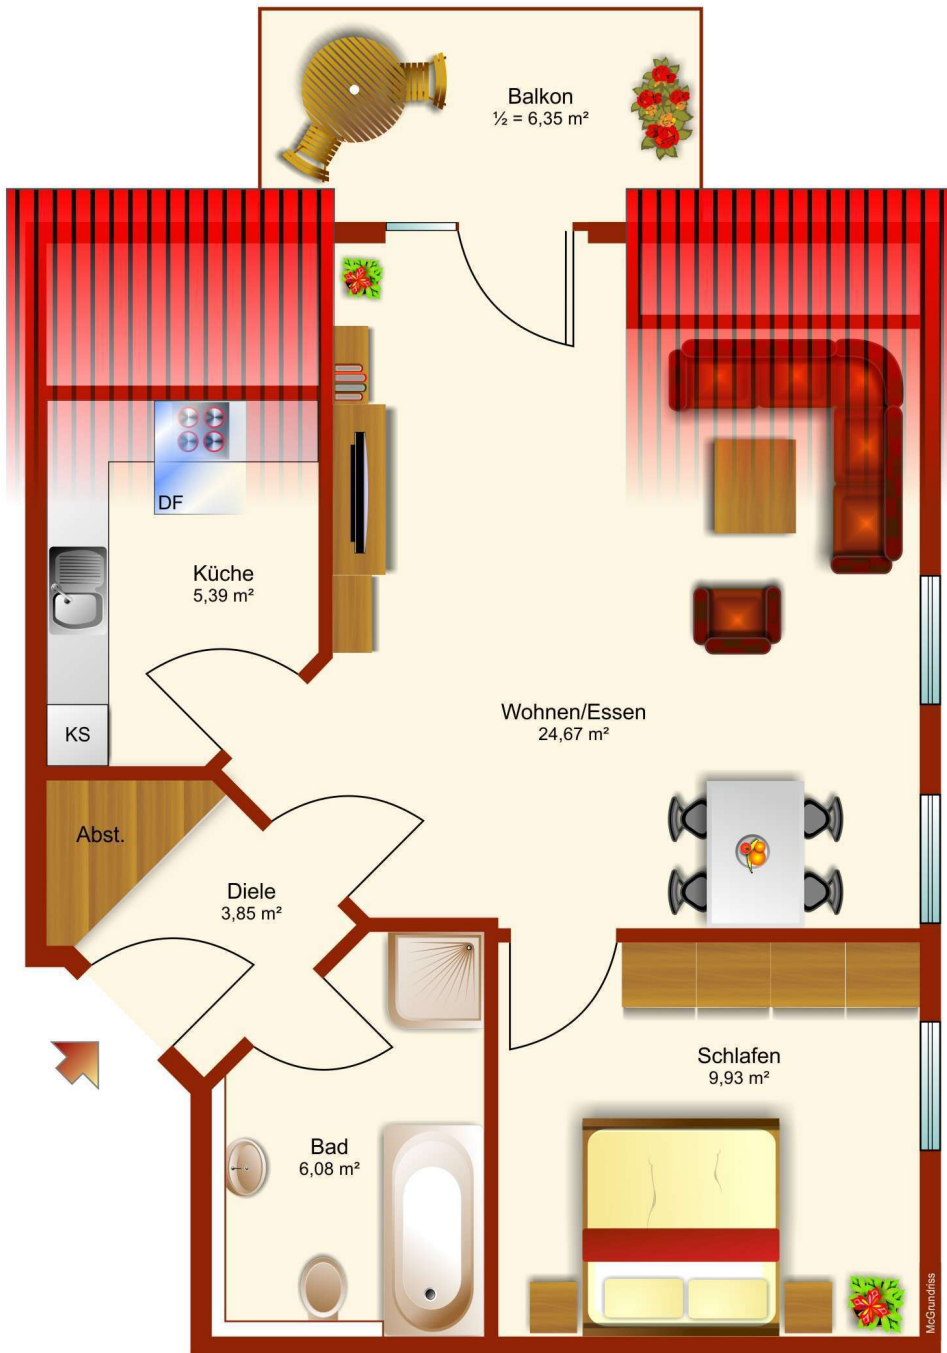 Balkon
½ = 6,35 m²
DF
Küche
5,39 m²
Wohnen/Essen
24,67 m²
KS
Abst.
Diele
3,85 m²
Schlafen
9,93 m²
Bad
6,08 m²
McGrundriss